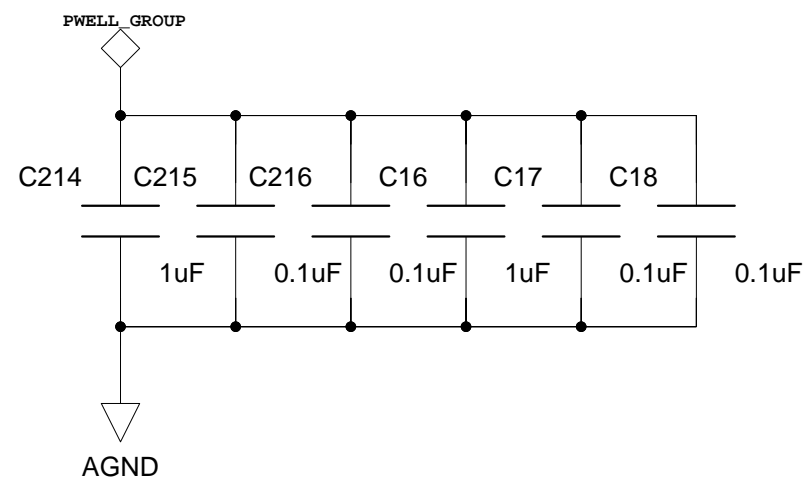 PWELL_GROUP
C214 C215 C216 C16 C17 C18
1uF 0.1uF 0.1uF 1uF 0.1uF 0.1uF
AGND